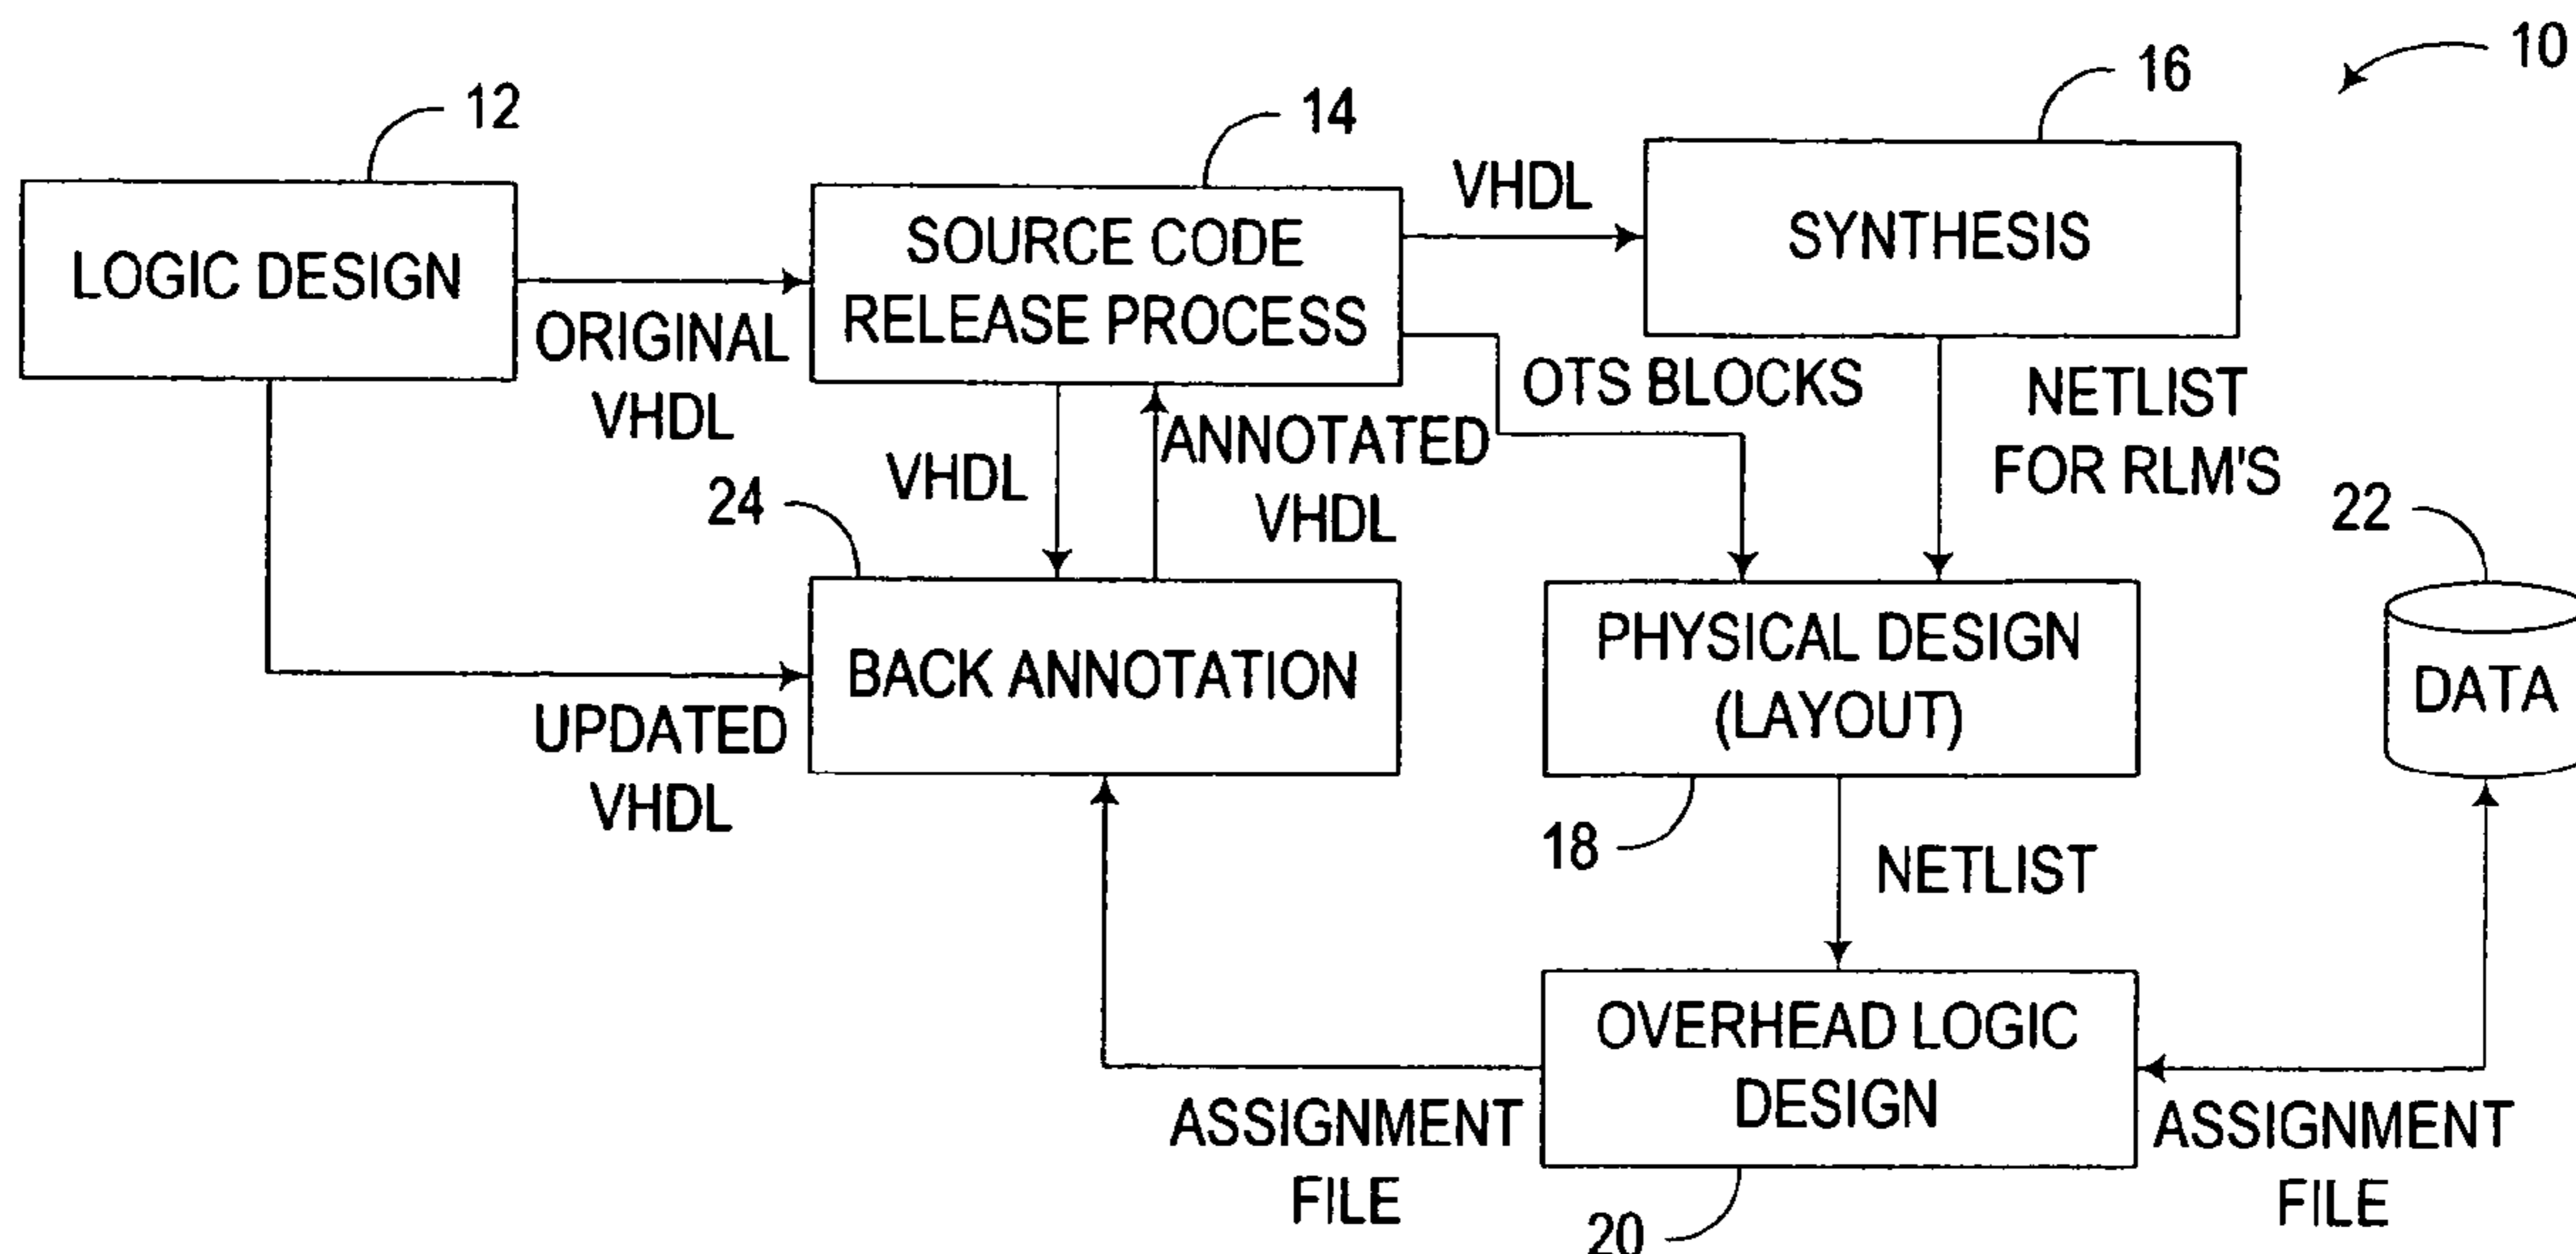 10
12
14
16
LOGIC DESIGN
ORIGINAL
VHDL
SOURCE CODE
RELEASE PROCESS
VHDL
SYNTHESIS
OTS BLOCKS
NETLIST
FOR RLM'S
VHDL
ANNOTATED
VHDL
24
22
BACK ANNOTATION
UPDATED
VHDL
PHYSICAL DESIGN
(LAYOUT)
DATA
18
NETLIST
OVERHEAD LOGIC
DESIGN
ASSIGNMENT
FILE
ASSIGNMENT
FILE
20